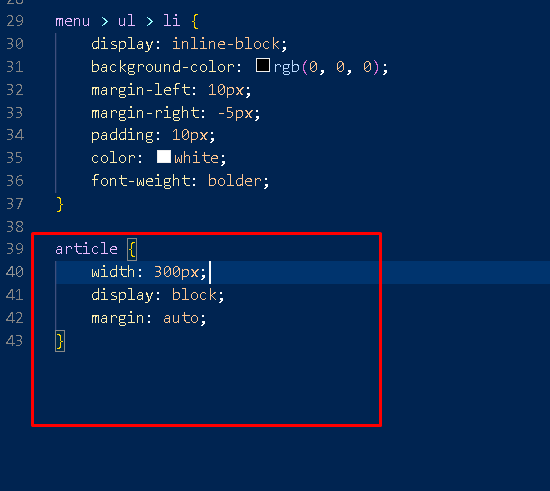 29 menu > ul > li {
30 display: inline-block;
31 background-color: rgb(0, 0, 0);
32 margin-left: 10px;
33 margin-right: -5px;
34 padding: 10px;
35 color: white;
36 font-weight: bolder;
37 }
38
39 article {
40 width: 300px;
41 display: block;
42 margin: auto;
43 }